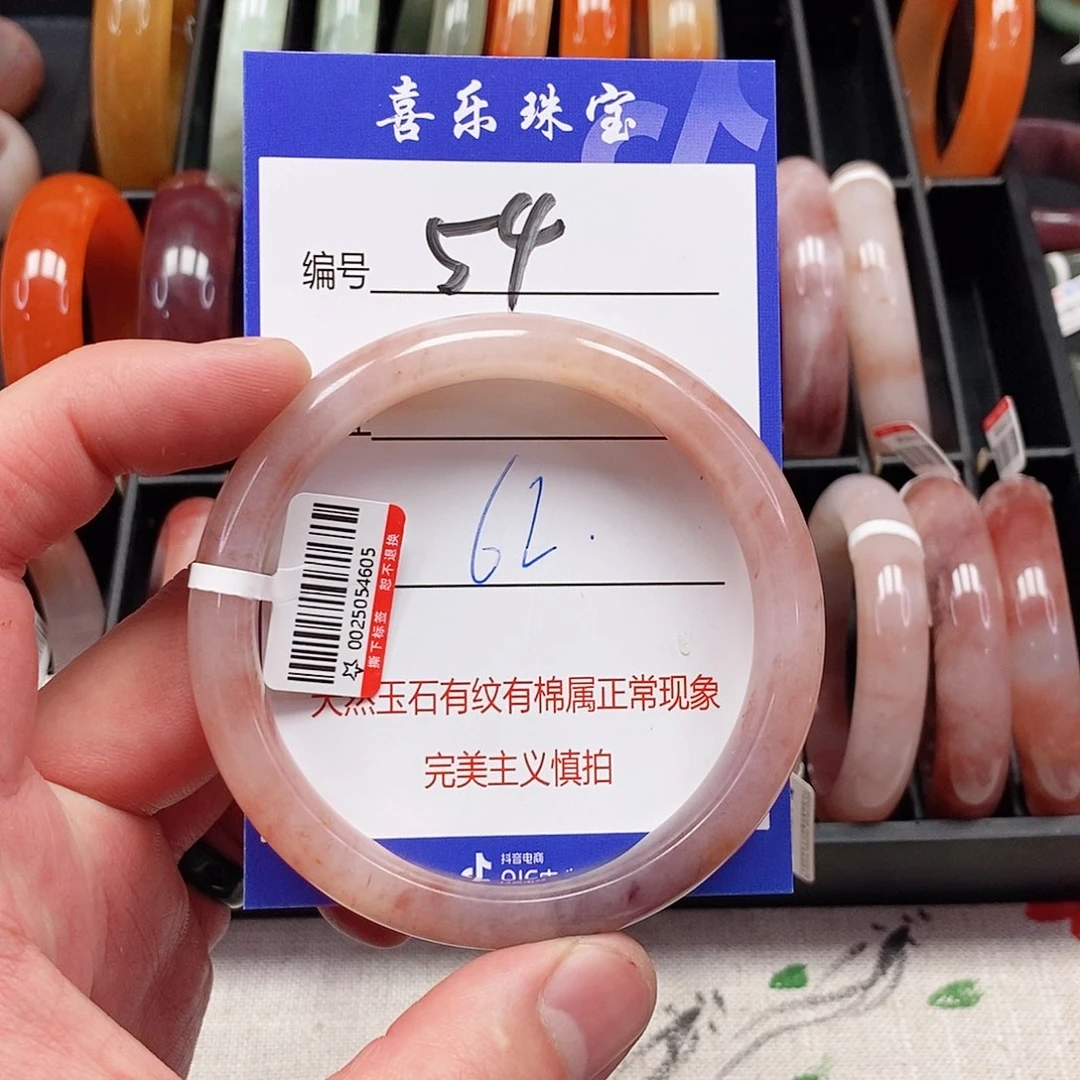 喜乐珠宝
编号 54
62.
0025054605
撕下标签 恕不退换
天然玉石有纹有棉属正常现象
完美主义慎拍
抖音电商